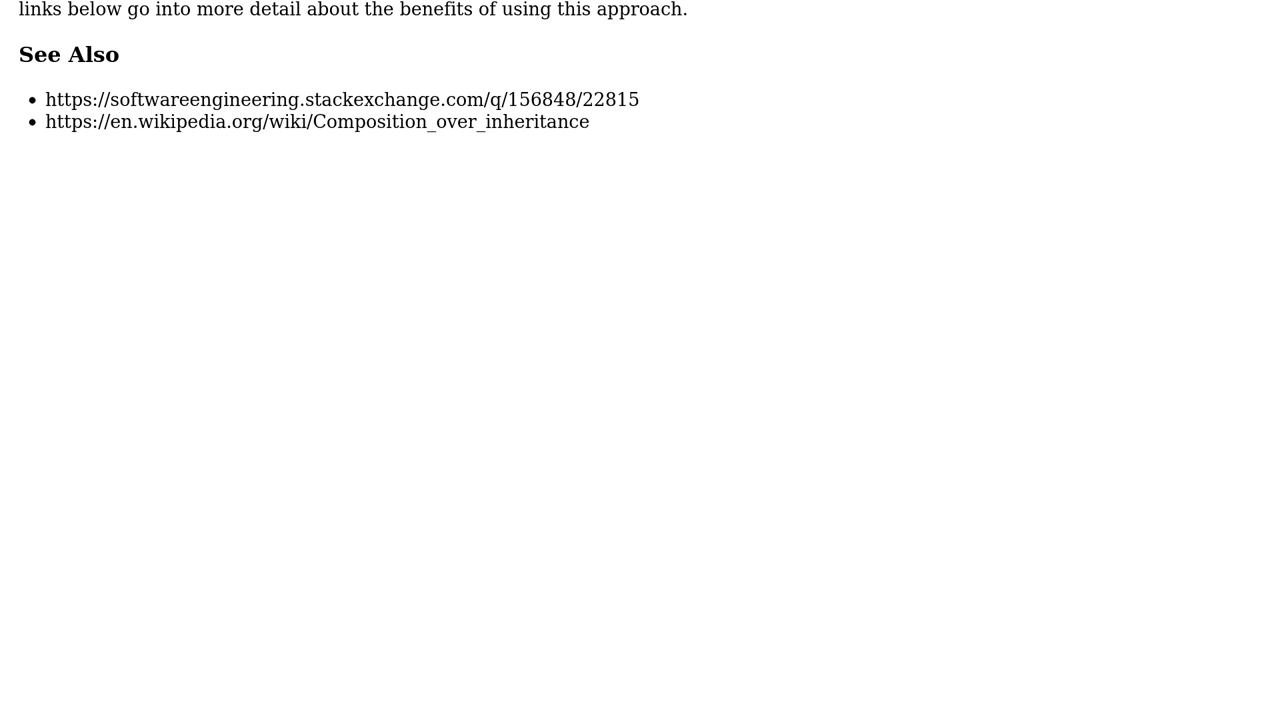 links below go into more detail about the benefits of using this approach.
See Also
https://softwareengineering.stackexchange.com/q/156848/22815
https://en.wikipedia.org/wiki/Composition_over_inheritance